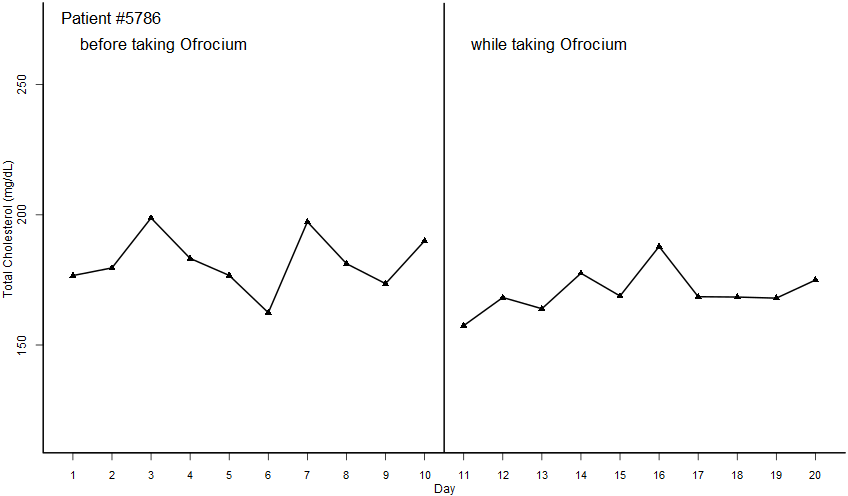 Patient #5786
before taking Ofrocium
while taking Ofrocium
Total Cholesterol (mg/dL)
250
200
150
1 2 3 4 5 6 7 8 9 10 11 12 13 14 15 16 17 18 19 20
Day